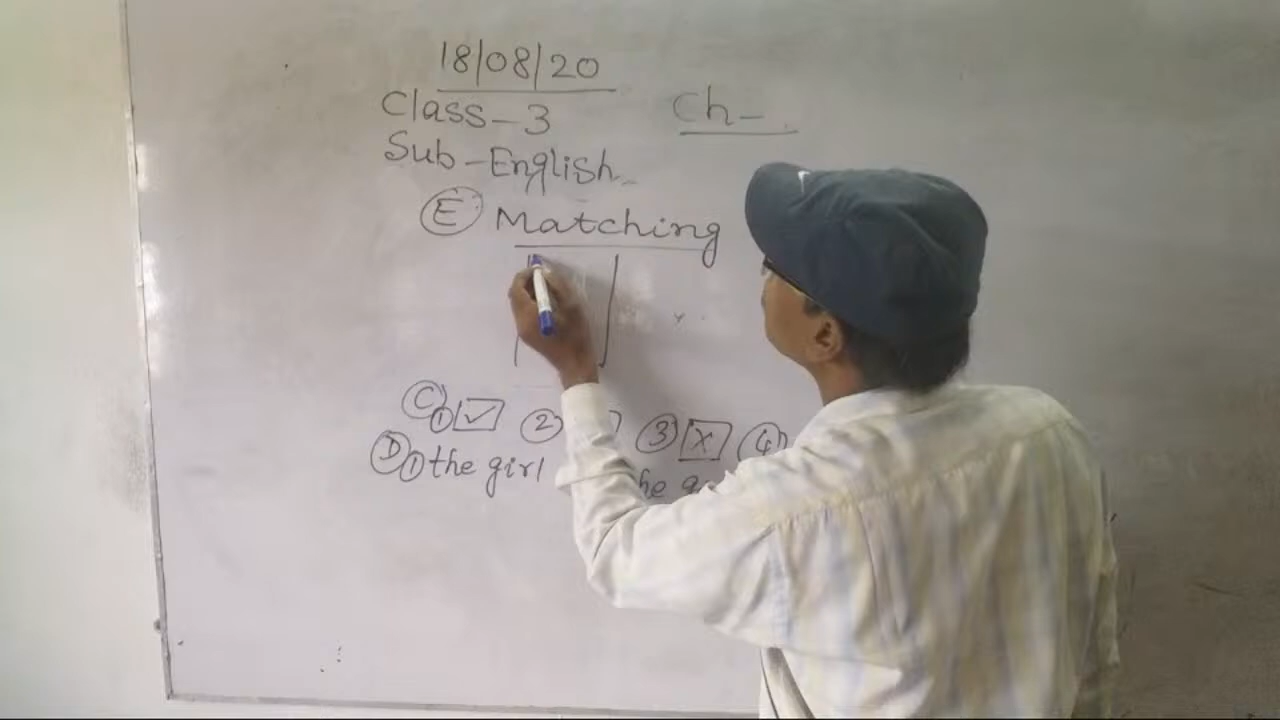 18/08/20
Class-3
Ch-
Sub-English
(E) Matching
(C) (1) ✓ (2) (3) X (4)
(D) (1) the girl